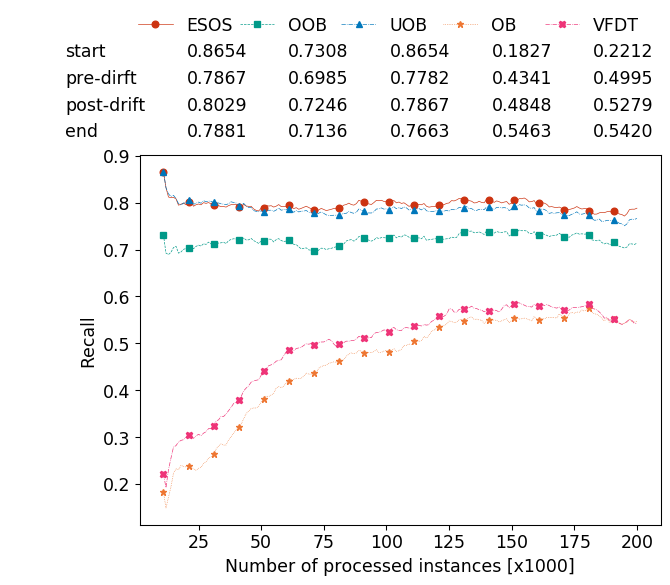 ESOS OOB UOB OB VFDT
start 0.8654 0.7308 0.8654 0.1827 0.2212
pre-dirft 0.7867 0.6985 0.7782 0.4341 0.4995
post-drift 0.8029 0.7246 0.7867 0.4848 0.5279
end 0.7881 0.7136 0.7663 0.5463 0.5420
0.9
0.8
0.7
0.6
0.5
0.4
0.3
0.2
Recall
25 50 75 100 125 150 175 200
Number of processed instances [x1000]